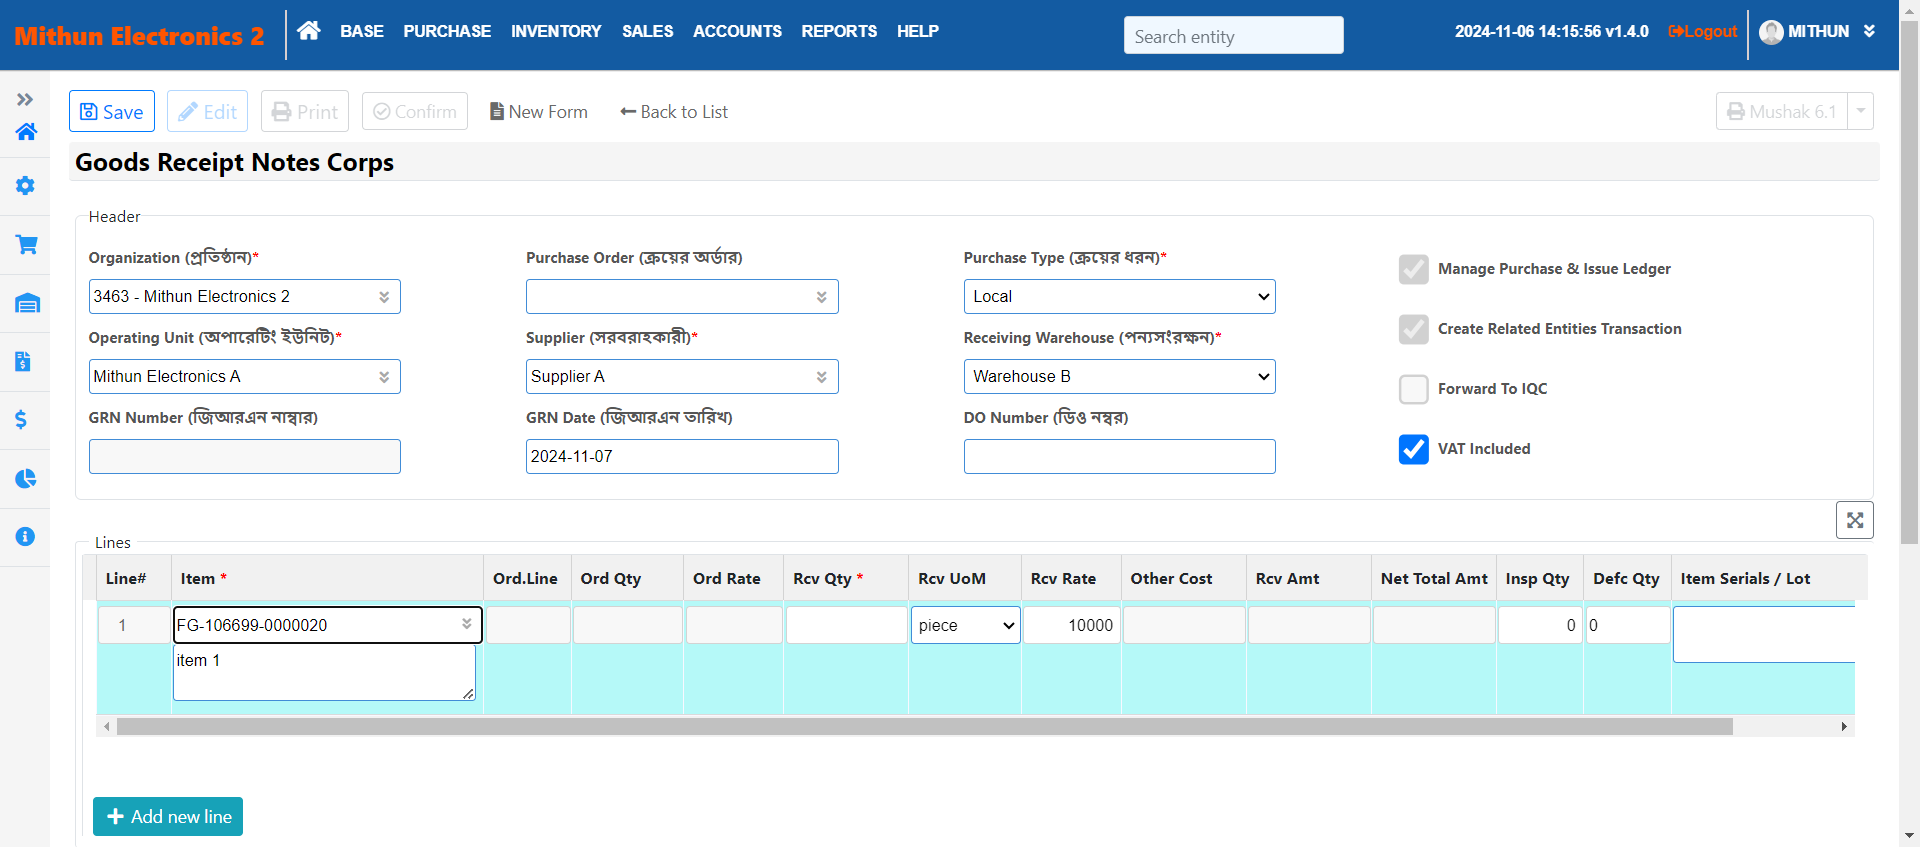 Mithun Electronics 2
BASE PURCHASE INVENTORY SALES ACCOUNTS REPORTS HELP
Search entity
2024-11-06 14:15:56 v1.4.0 Logout MITHUN
Save Edit Print Confirm New Form Back to List Mushak 6.1
Goods Receipt Notes Corps
Header
Organization (প্রতিষ্ঠান)* Purchase Order (ক্রয়ের অর্ডার) Purchase Type (ক্রয়ের ধরন)* Manage Purchase & Issue Ledger
3463 - Mithun Electronics 2 Local
Operating Unit (অপারেটিং ইউনিট)* Supplier (সরবরাহকারী)* Receiving Warehouse (পন্যসংরক্ষন)* Create Related Entities Transaction
Mithun Electronics A Supplier A Warehouse B
Forward To IQC
GRN Number (জিআরএন নাম্বার) GRN Date (জিআরএন তারিখ) DO Number (ডিও নম্বর)
2024-11-07
VAT Included
Lines
Line# Item * Ord.Line Ord Qty Ord Rate Rcv Qty * Rcv UoM Rcv Rate Other Cost Rcv Amt Net Total Amt Insp Qty Defc Qty Item Serials / Lot
1 FG-106699-0000020 piece 10000 0 0
item 1
Add new line